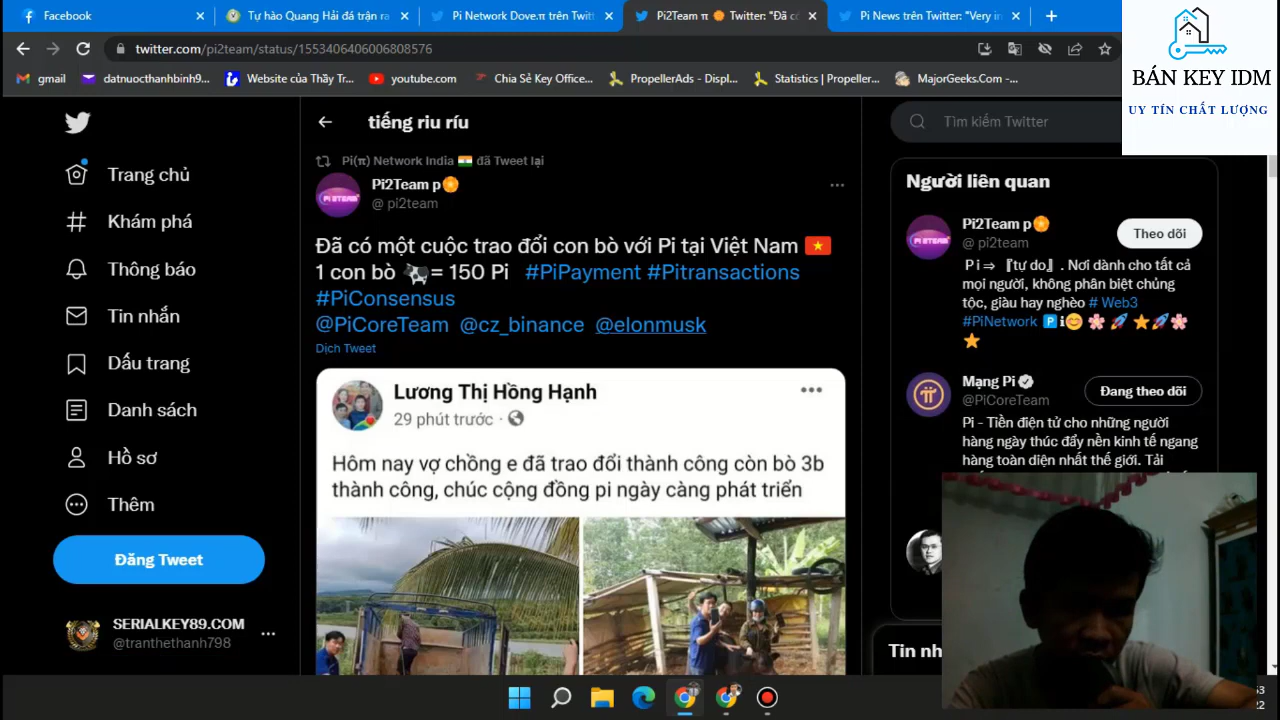 Facebook
Tự hào Quang Hải đá trận ra
Pi Network Dove.π trên Twitt
Pi2Team π Twitter: "Đã c
Pi News trên Twitter: "Very in
twitter.com/pi2team/status/1553406406006808576
gmail
datnuocthanhbinh9...
Website của Thầy Tr...
youtube.com
Chia Sẻ Key Office...
PropellerAds - Displ...
Statistics | Propeller...
MajorGeeks.Com -...
BÁN KEY IDM
UY TÍN CHẤT LƯỢNG
Trang chủ
Khám phá
Thông báo
Tin nhắn
Dấu trang
Danh sách
Hồ sơ
Thêm
Đăng Tweet
SERIALKEY89.COM
@tranthethanh798
tiếng riu ríu
Pi(π) Network India đã Tweet lại
Pi2Team p
@ pi2team
Đã có một cuộc trao đổi con bò với Pi tại Việt Nam
1 con bò = 150 Pi #PiPayment #Pitransactions
#PiConsensus
@PiCoreTeam @cz_binance @elonmusk
Dịch Tweet
Lương Thị Hồng Hạnh
29 phút trước ·
Hôm nay vợ chồng e đã trao đổi thành công còn bò 3b
thành công, chúc cộng đồng pi ngày càng phát triển
Tìm kiếm Twitter
Người liên quan
Pi2Team p
@ pi2team
Theo dõi
P i ⇒ 『tự do』. Nơi dành cho tất cả
mọi người, không phân biệt chủng
tộc, giàu hay nghèo # Web3
#PiNetwork
Mạng Pi
@PiCoreTeam
Đang theo dõi
Pi - Tiền điện tử cho những người
hàng ngày thúc đẩy nền kinh tế ngang
hàng toàn diện nhất thế giới. Tải
Tin nh